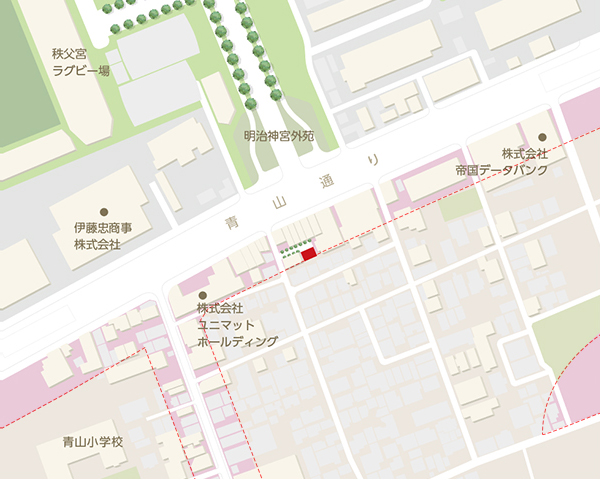 秩父宮
ラグビー場
明治神宮外苑
株式会社
帝国データバンク
青山通り
伊藤忠商事
株式会社
株式会社
ユニマット
ホールディング
青山小学校